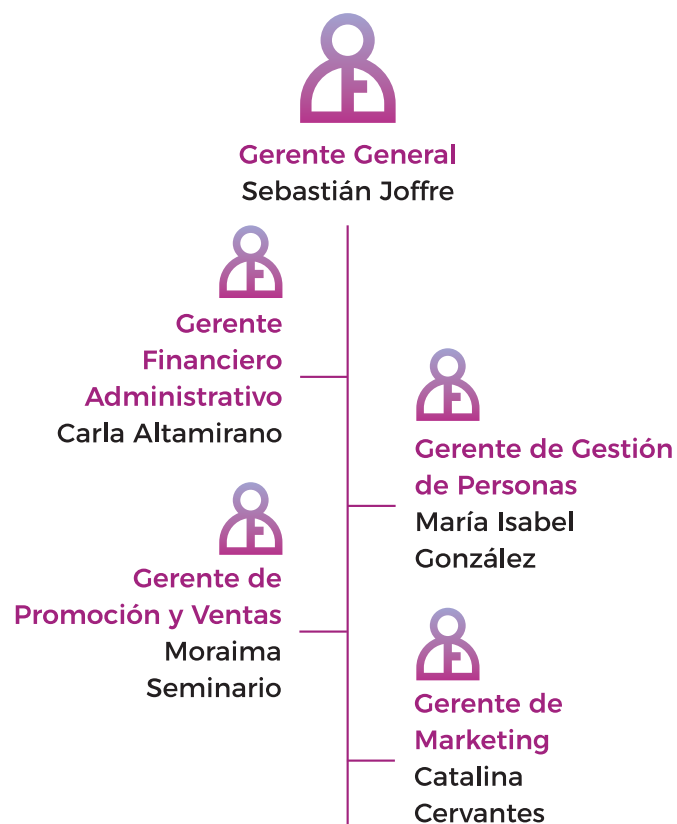 Gerente General
Sebastián Joffre
Gerente
Financiero
Administrativo
Carla Altamirano
Gerente de Gestión
de Personas
María Isabel
González
Gerente de
Promoción y Ventas
Moraima
Seminario
Gerente de
Marketing
Catalina
Cervantes